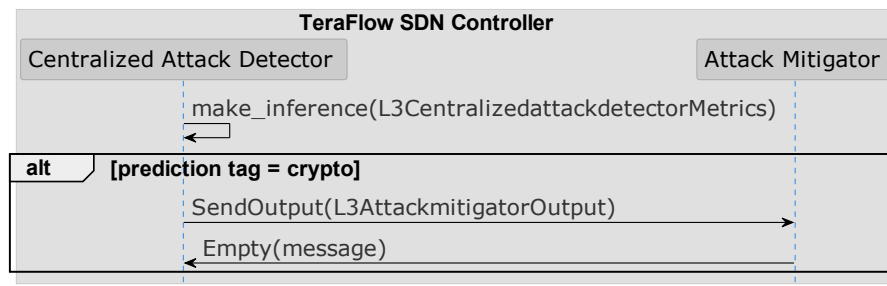 TeraFlow SDN Controller
Centralized Attack Detector
Attack Mitigator
make_inference(L3CentralizedattackdetectorMetrics)
alt
[prediction tag = crypto]
SendOutput(L3AttackmitigatorOutput)
Empty(message)